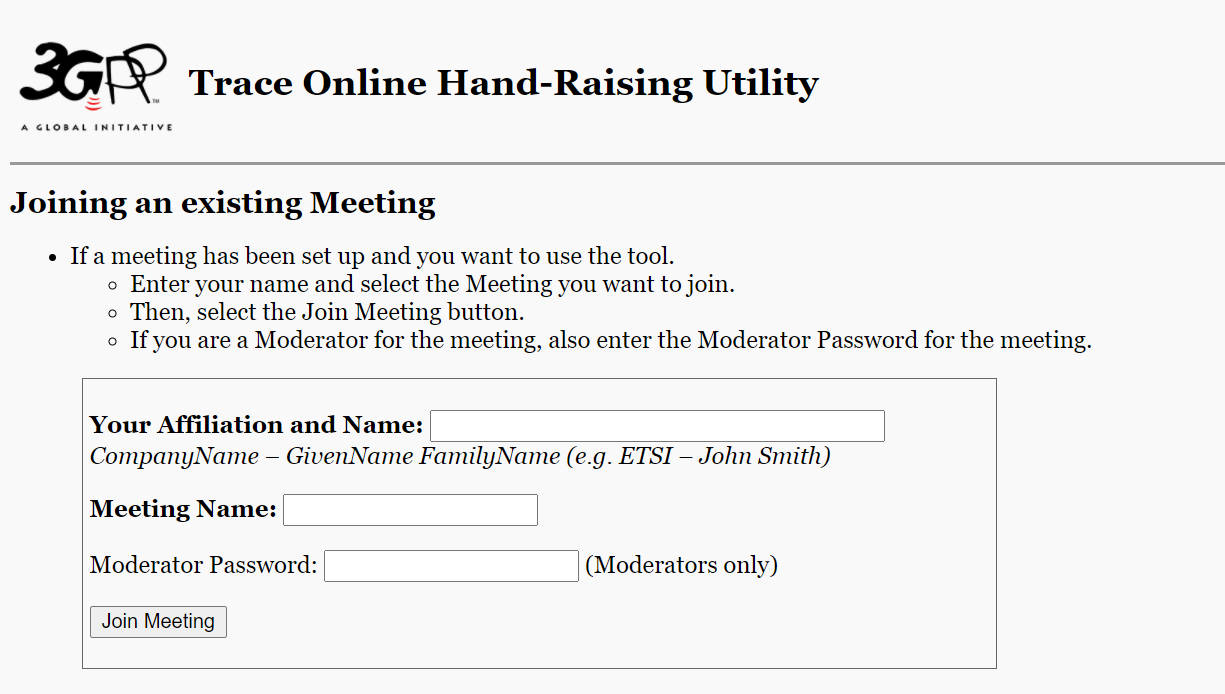 3GPP™
A GLOBAL INITIATIVE
Trace Online Hand-Raising Utility
Joining an existing Meeting
• If a meeting has been set up and you want to use the tool.
◦ Enter your name and select the Meeting you want to join.
◦ Then, select the Join Meeting button.
◦ If you are a Moderator for the meeting, also enter the Moderator Password for the meeting.
Your Affiliation and Name:
CompanyName – GivenName FamilyName (e.g. ETSI – John Smith)
Meeting Name:
Moderator Password: (Moderators only)
Join Meeting